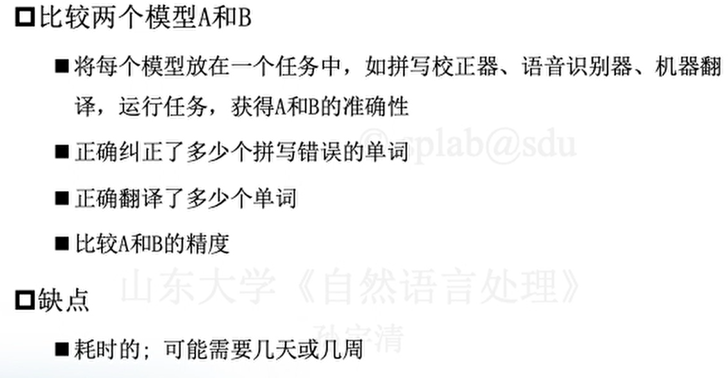 比较两个模型A和B
将每个模型放在一个任务中，如拼写校正器、语音识别器、机器翻
译，运行任务，获得A和B的准确性
正确纠正了多少个拼写错误的单词
splab@sdu
正确翻译了多少个单词
比较A和B的精度
山东大学《自然语言处理》
缺点
孙宇清
耗时的；可能需要几天或几周